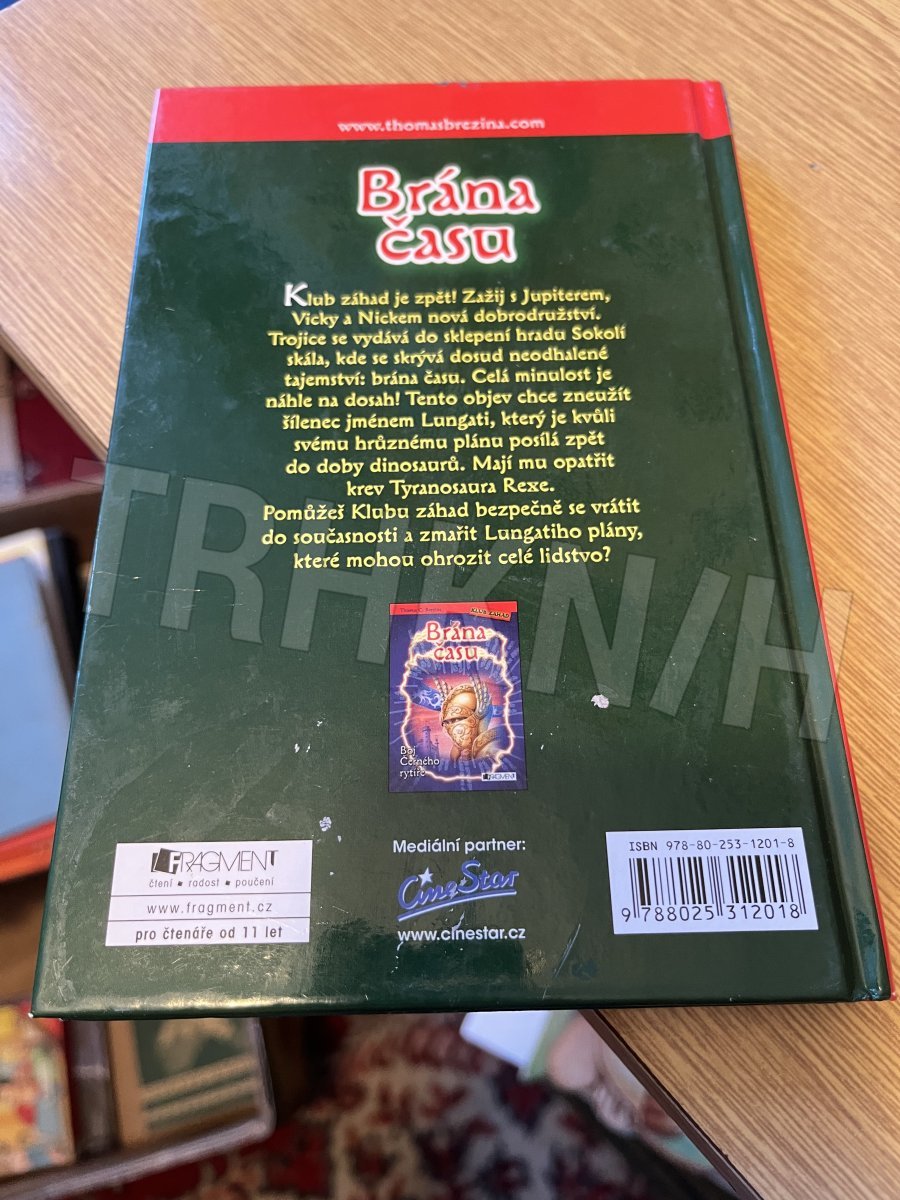 www.thomasbrezina.com
Brána
času
Klub záhad je zpět! Zažij s Jupiterem,
Vicky a Nickem nová dobrodružství.
Trojice se vydává do sklepení hradu Sokolí
skála, kde se skrývá dosud neodhalené
tajemství: brána času. Celá minulost je
náhle na dosah! Tento objev chce zneužít
šílenec jménem Lungati, který je kvůli
svému hrůznému plánu posílá zpět
do doby dinosaurů. Mají mu opatřit
krev Tyranosaura Rexe.
Pomůžeš Klubu záhad bezpečně se vrátit
do současnosti a zmařit Lungatiho plány,
které mohou ohrozit celé lidstvo?
TRHKNIH
Thomas C. Brezina KLUB ZÁHAD
Brána
času
Boj
Černého
rytíře
FRAGMENT
FRAGMENT
čtení ▪ radost ▪ poučení
www.fragment.cz
pro čtenáře od 11 let
Mediální partner:
CineStar
www.cinestar.cz
ISBN 978-80-253-1201-8
9 788025 312018